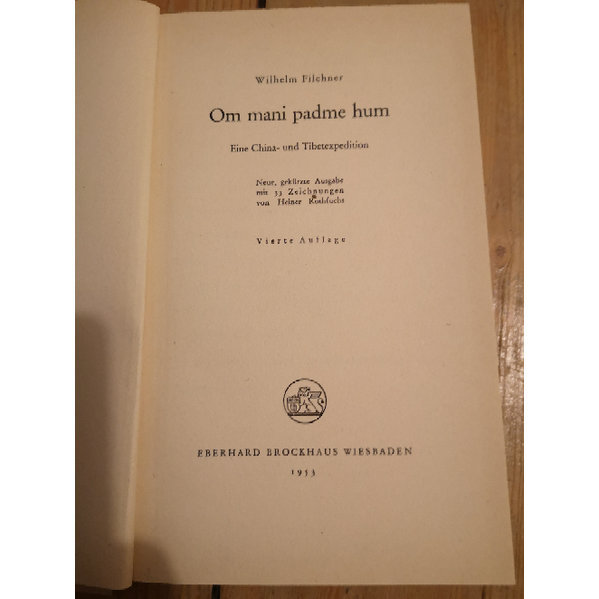 Wilhelm Filchner
Om mani padme hum
Eine China- und Tibetexpedition
Neue, gekürzte Ausgabe
mit 33 Zeichnungen
von Heiner Rothfuchs
Vierte Auflage
EBERHARD BROCKHAUS WIESBADEN
1953